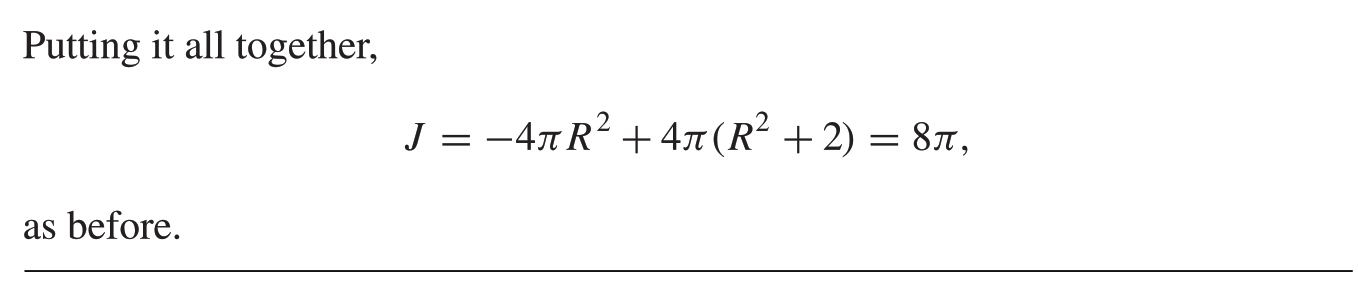 Putting it all together,
J = −4πR² + 4π(R² + 2) = 8π,
as before.